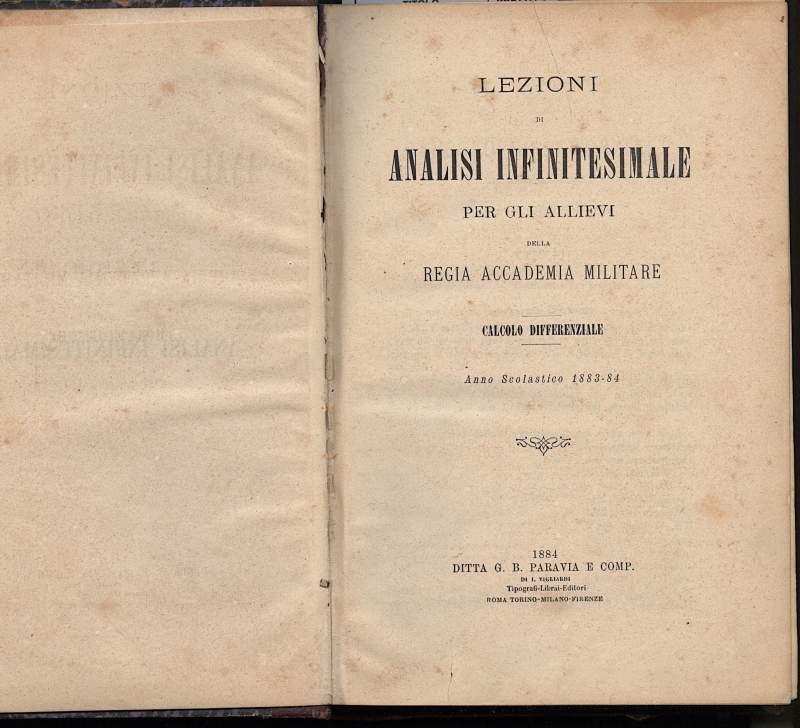 LEZIONI
DI
ANALISI INFINITESIMALE
PER GLI ALLIEVI
DELLA
REGIA ACCADEMIA MILITARE
CALCOLO DIFFERENZIALE
Anno Scolastico 1883-84
1884
DITTA G. B. PARAVIA E COMP.
DI I. VIGLIARDI
Tipografi-Librai-Editori
ROMA TORINO-MILANO-FIRENZE